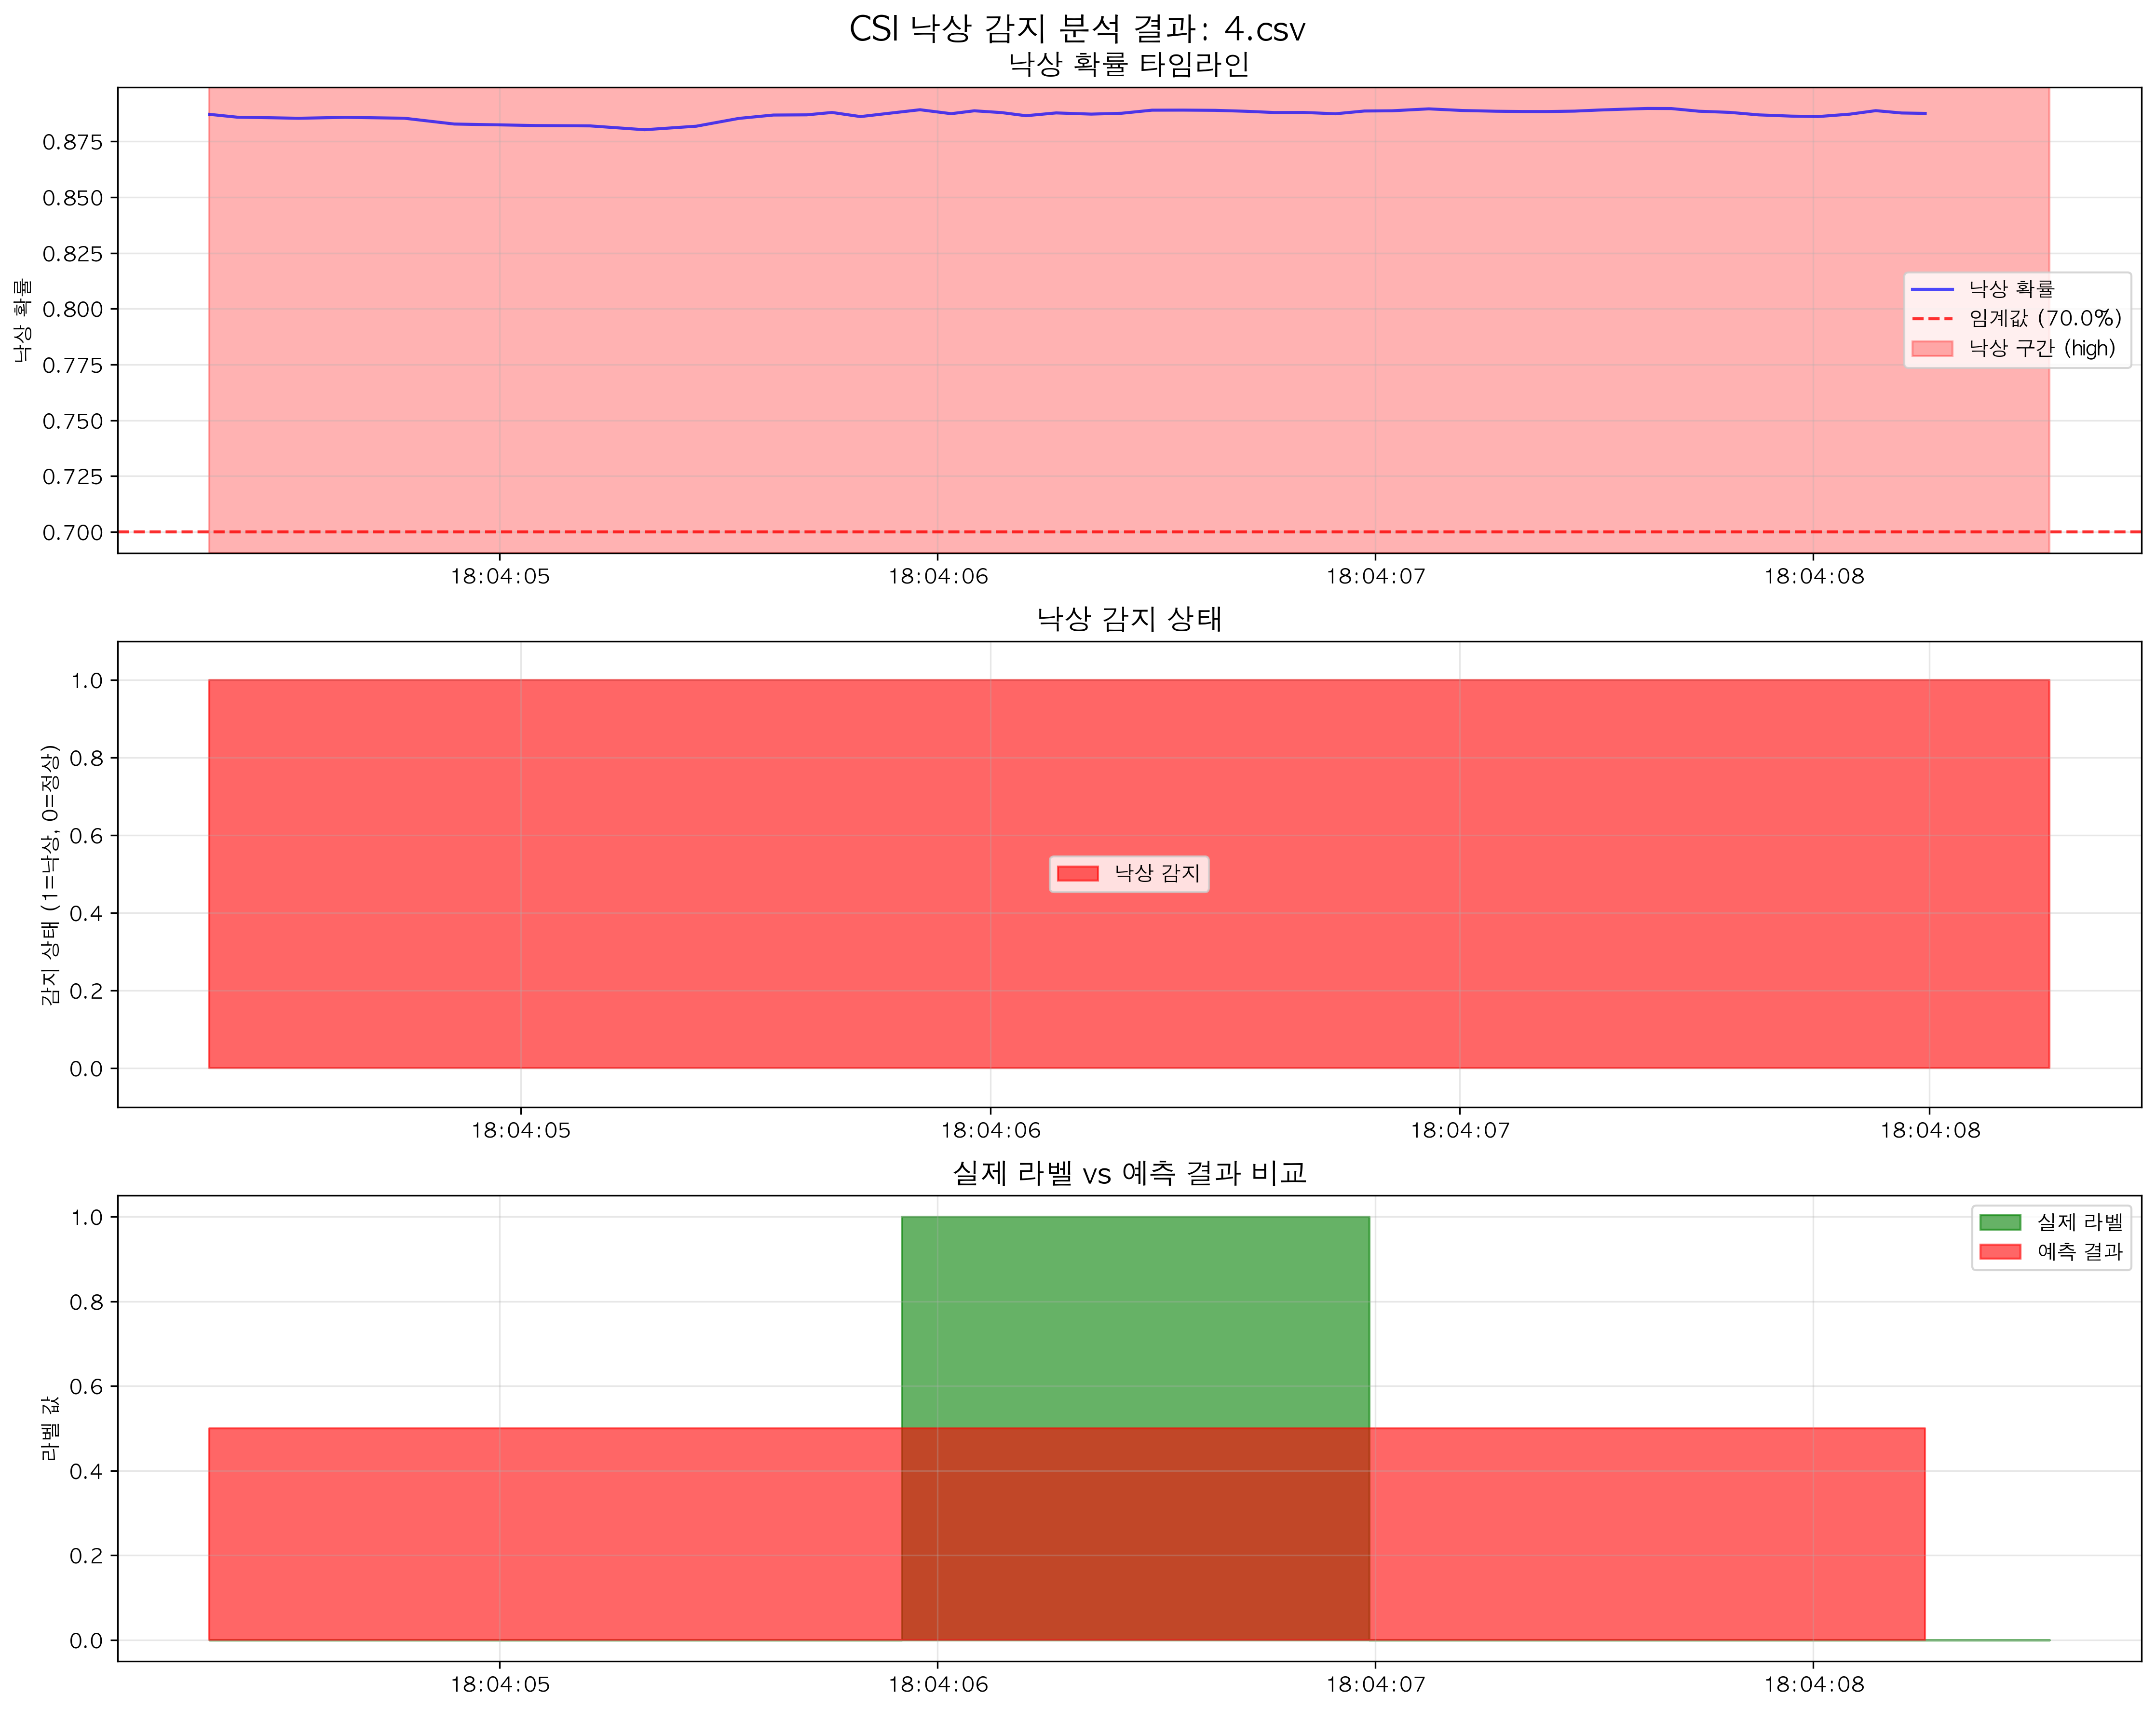 CSI 낙상 감지 분석 결과: 4.csv
낙상 확률 타임라인
낙상 확률
0.875
0.850
0.825
0.800
0.775
0.750
0.725
0.700
낙상 확률
임계값 (70.0%)
낙상 구간 (high)
18:04:05 18:04:06 18:04:07 18:04:08
낙상 감지 상태
감지 상태 (1=낙상, 0=정상)
1.0
0.8
0.6
0.4
0.2
0.0
낙상 감지
18:04:05 18:04:06 18:04:07 18:04:08
실제 라벨 vs 예측 결과 비교
라벨 값
1.0
0.8
0.6
0.4
0.2
0.0
실제 라벨
예측 결과
18:04:05 18:04:06 18:04:07 18:04:08